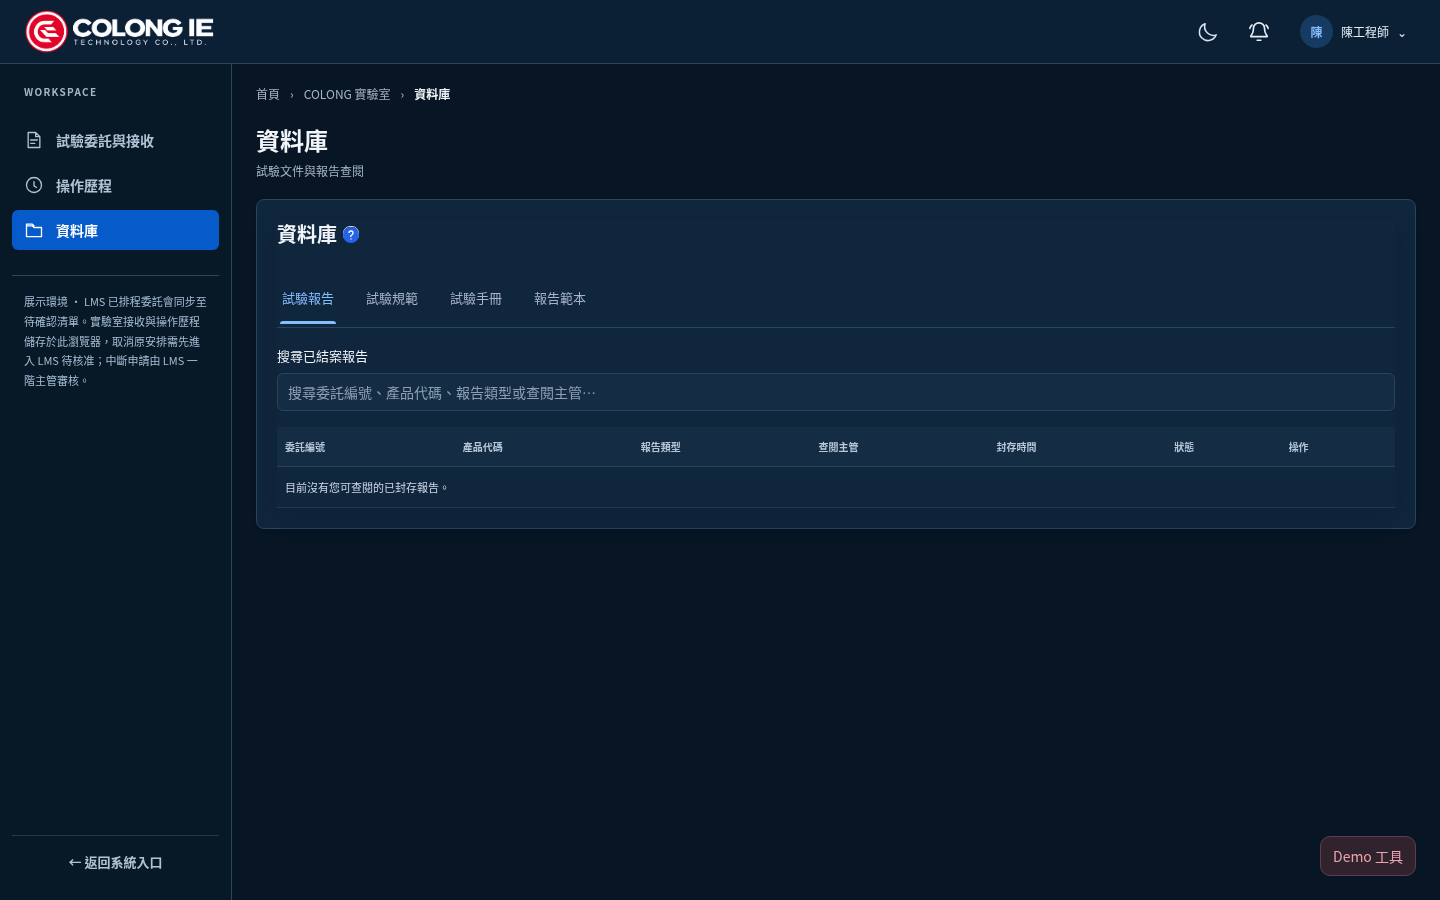 COLONG IE
TECHNOLOGY CO., LTD.
陳
陳工程師
WORKSPACE
試驗委託與接收
操作歷程
資料庫
展示環境 · LMS 已排程委託會同步至
待確認清單。實驗室接收與操作歷程
儲存於此瀏覽器，取消原安排需先進
入 LMS 待核准；中斷申請由 LMS 一
階主管審核。
← 返回系統入口
首頁 › COLONG 實驗室 › 資料庫
資料庫
試驗文件與報告查閱
資料庫 ?
試驗報告 試驗規範 試驗手冊 報告範本
搜尋已結案報告
搜尋委託編號、產品代碼、報告類型或查閱主管…
委託編號 產品代碼 報告類型 查閱主管 封存時間 狀態 操作
目前沒有您可查閱的已封存報告。
Demo 工具